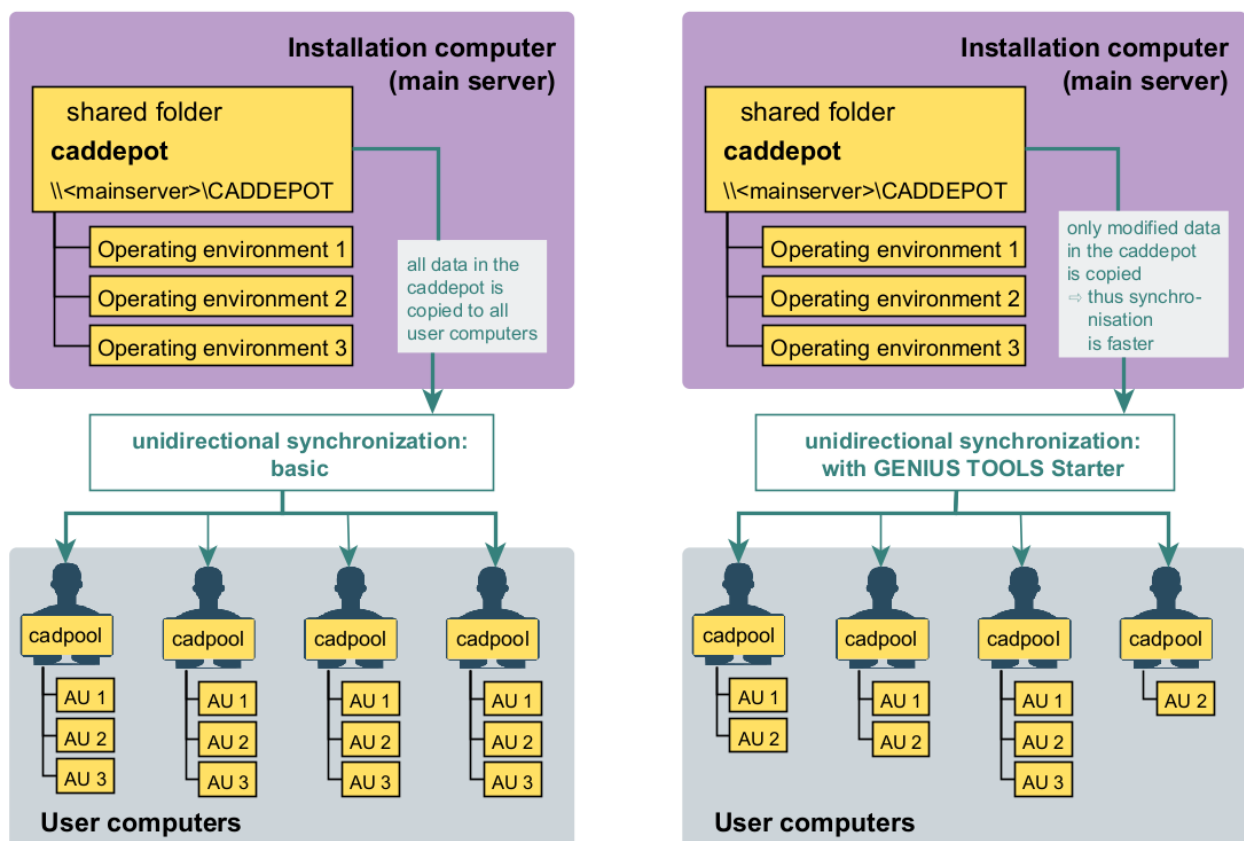 Installation computer
(main server)
shared folder
caddepot
\\<mainserver>\CADDEPOT
Operating environment 1
Operating environment 2
Operating environment 3
all data in the
caddepot is
copied to all
user computers
unidirectional synchronization:
basic
cadpool
AU 1
AU 2
AU 3
cadpool
AU 1
AU 2
AU 3
cadpool
AU 1
AU 2
AU 3
cadpool
AU 1
AU 2
AU 3
User computers
Installation computer
(main server)
shared folder
caddepot
\\<mainserver>\CADDEPOT
Operating environment 1
Operating environment 2
Operating environment 3
only modified data
in the caddepot
is copied
⇨ thus synchro-
nisation
is faster
unidirectional synchronization:
with GENIUS TOOLS Starter
cadpool
AU 1
AU 2
cadpool
AU 1
AU 2
cadpool
AU 1
AU 2
AU 3
cadpool
AU 2
User computers